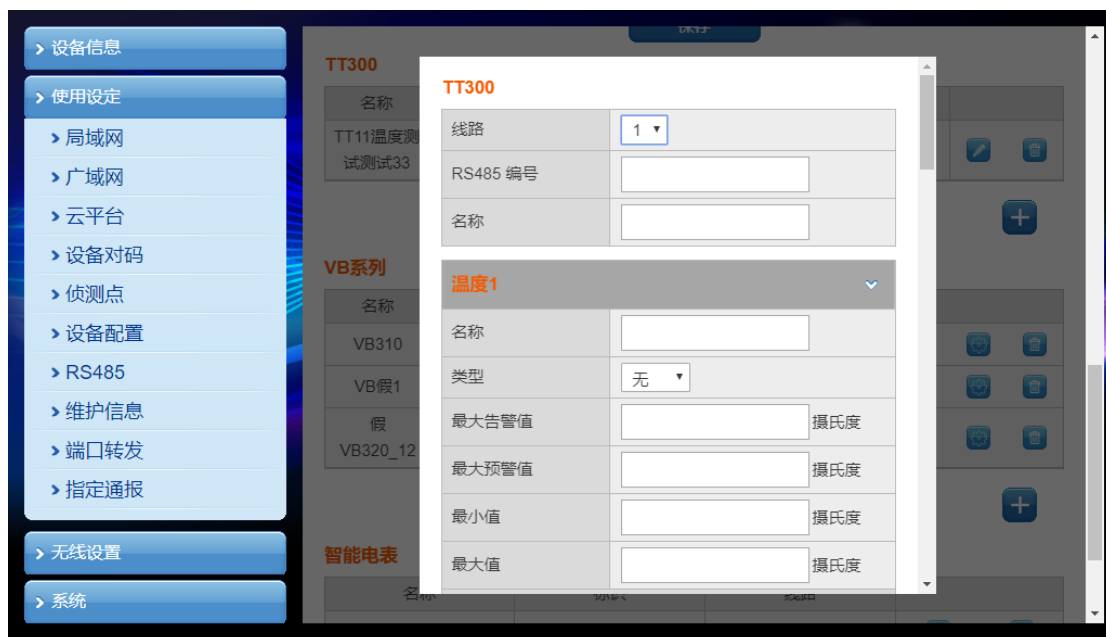 设备信息
使用设定
局域网
广域网
云平台
设备对码
侦测点
设备配置
RS485
维护信息
端口转发
指定通报
无线设置
系统
TT300
名称
TT11温度测
试测试33
VB系列
名称
VB310
VB假1
假
VB320_12
智能电表
TT300
线路
1
RS485 编号
名称
温度1
名称
类型
无
最大告警值
摄氏度
最大预警值
摄氏度
最小值
摄氏度
最大值
摄氏度